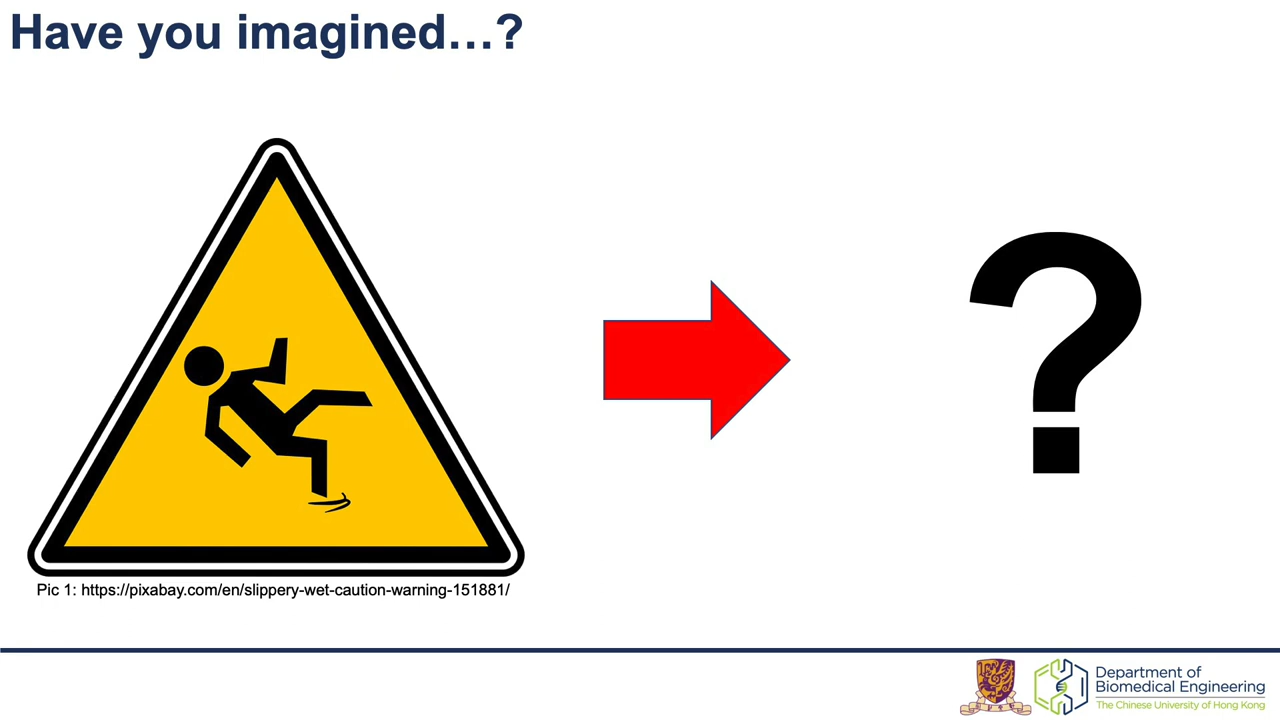 Have you imagined…?
?
Pic 1: https://pixabay.com/en/slippery-wet-caution-warning-151881/
Department of
Biomedical Engineering
The Chinese University of Hong Kong